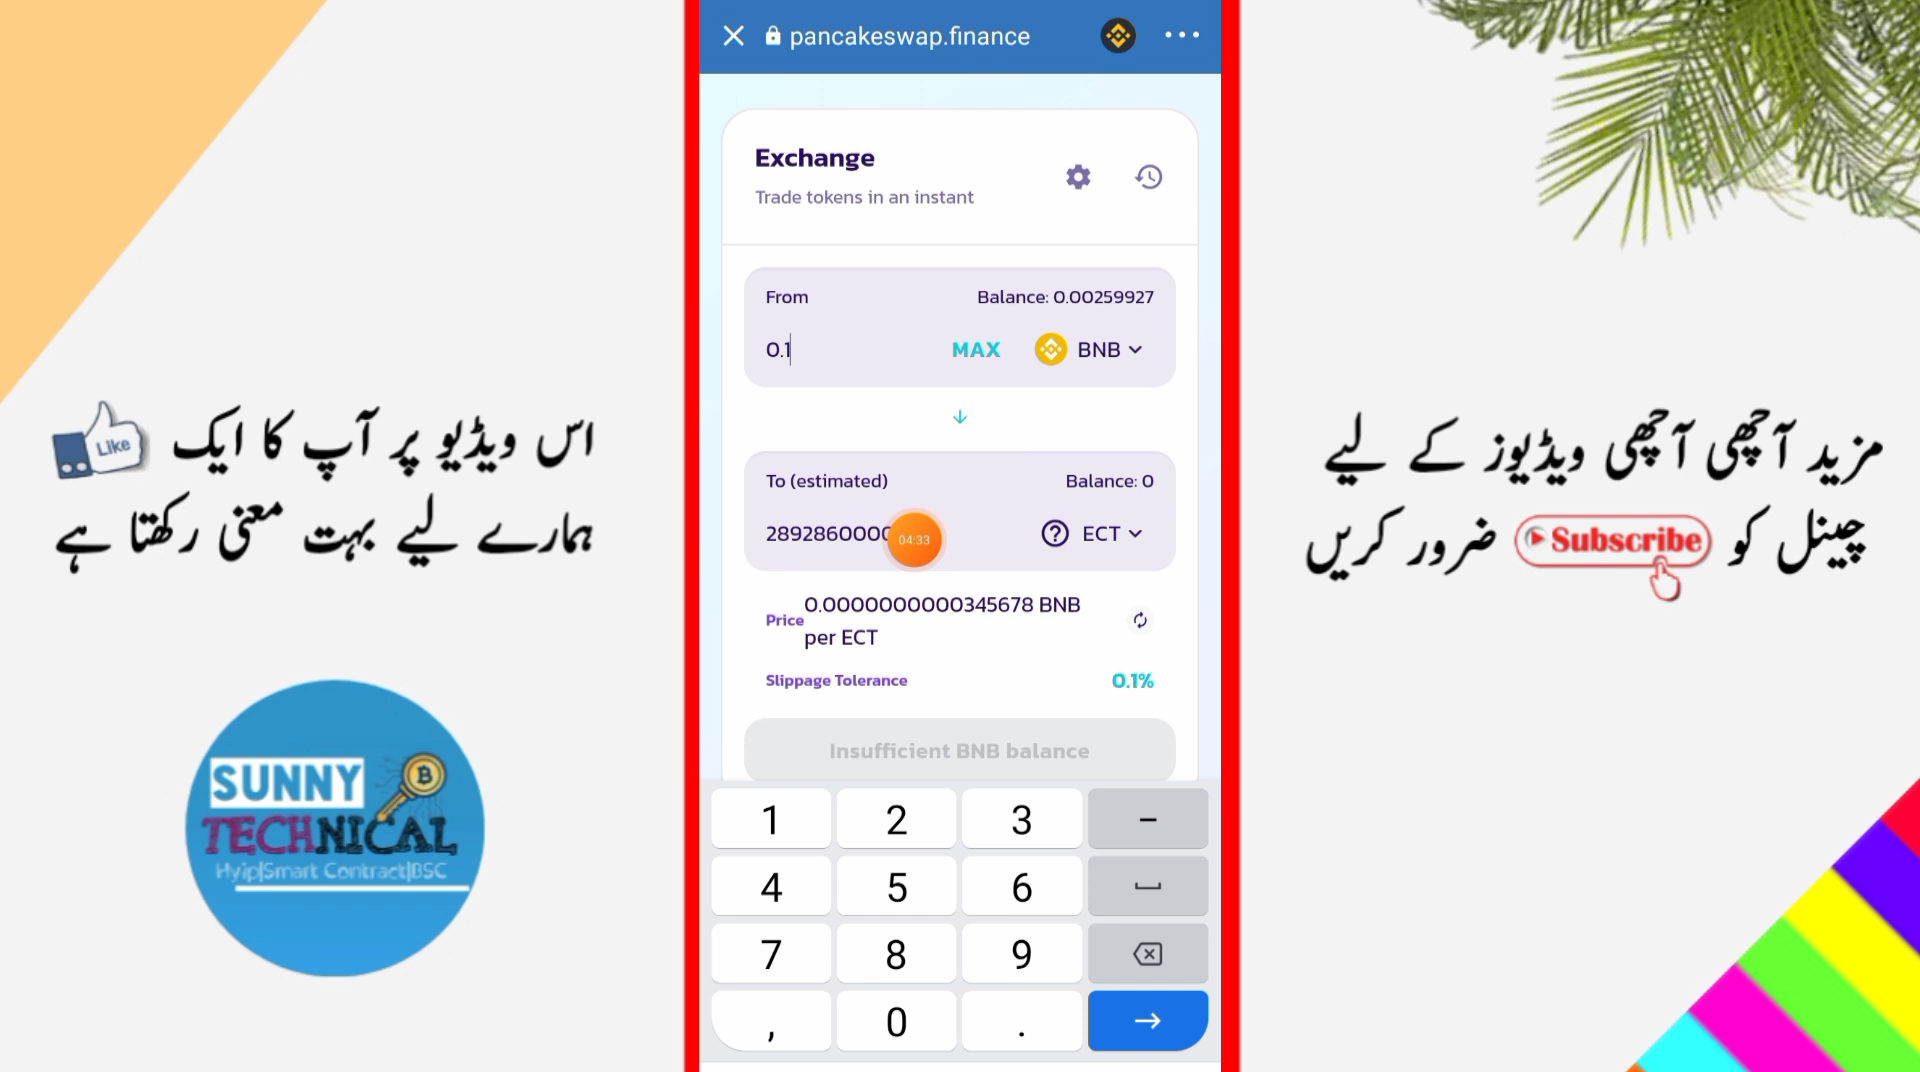 pancakeswap.finance
Exchange
Trade tokens in an instant
From
Balance: 0.00259927
0.1
MAX
BNB
To (estimated)
Balance: 0
2892860000
04:33
ECT
Price
0.0000000000345678 BNB
per ECT
Slippage Tolerance
0.1%
Insufficient BNB balance
1 2 3 –
4 5 6
7 8 9
, 0 .
اس ویڈیو پر آپ کا ایک Like
ہمارے لیے بہت معنی رکھتا ہے
SUNNY
TECHNICAL
Hyip|Smart Contract|BSC
مزید آچھی آچھی ویڈیوز کے لیے
چینل کو Subscribe ضرور کریں